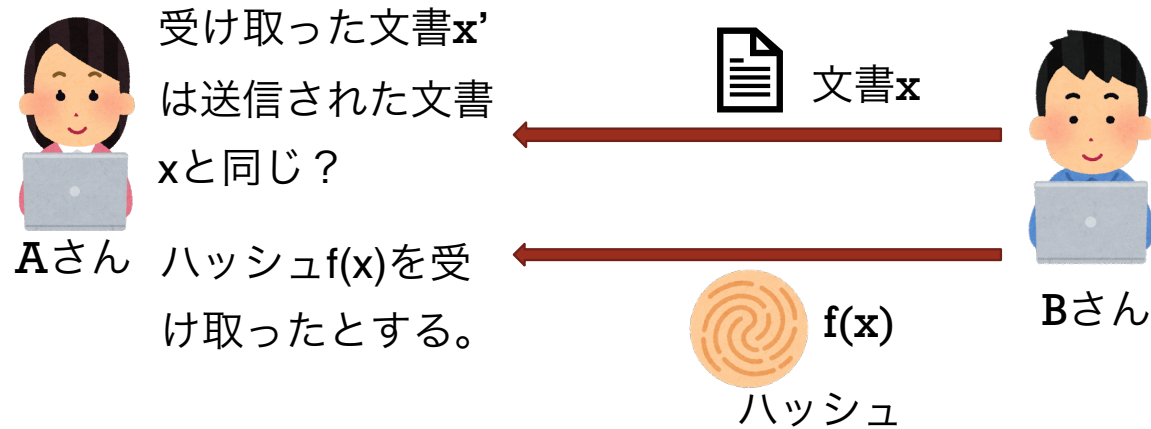 受け取った文書x’
は送信された文書
xと同じ？
Aさん
ハッシュf(x)を受
け取ったとする。
文書x
f(x)
ハッシュ
Bさん